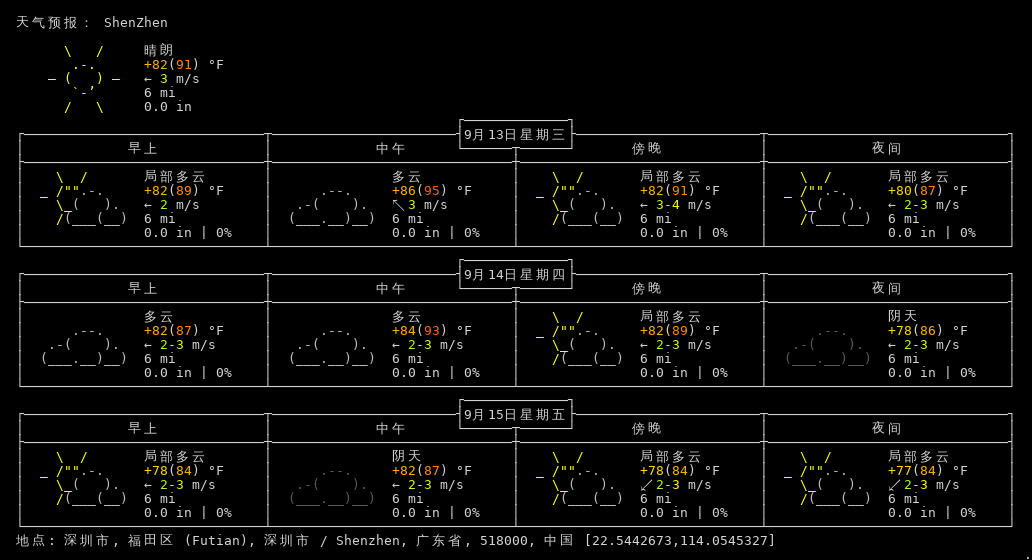 天气预报： ShenZhen
晴朗
+82(91) °F
← 3 m/s
6 mi
0.0 in
9月13日星期三
早上 中午 傍晚 夜间
局部多云 多云 局部多云 局部多云
+82(89) °F +86(95) °F +82(91) °F +80(87) °F
← 2 m/s ↖ 3 m/s ← 3-4 m/s ← 2-3 m/s
6 mi 6 mi 6 mi 6 mi
0.0 in | 0% 0.0 in | 0% 0.0 in | 0% 0.0 in | 0%
9月14日星期四
早上 中午 傍晚 夜间
多云 多云 局部多云 阴天
+82(87) °F +84(93) °F +82(89) °F +78(86) °F
← 2-3 m/s ← 2-3 m/s ← 2-3 m/s ← 2-3 m/s
6 mi 6 mi 6 mi 6 mi
0.0 in | 0% 0.0 in | 0% 0.0 in | 0% 0.0 in | 0%
9月15日星期五
早上 中午 傍晚 夜间
局部多云 阴天 局部多云 局部多云
+78(84) °F +82(87) °F +78(84) °F +77(84) °F
← 2-3 m/s ← 2-3 m/s ↙ 2-3 m/s ↙ 2-3 m/s
6 mi 6 mi 6 mi 6 mi
0.0 in | 0% 0.0 in | 0% 0.0 in | 0% 0.0 in | 0%
地点: 深圳市, 福田区 (Futian), 深圳市 / Shenzhen, 广东省, 518000, 中国 [22.5442673,114.0545327]